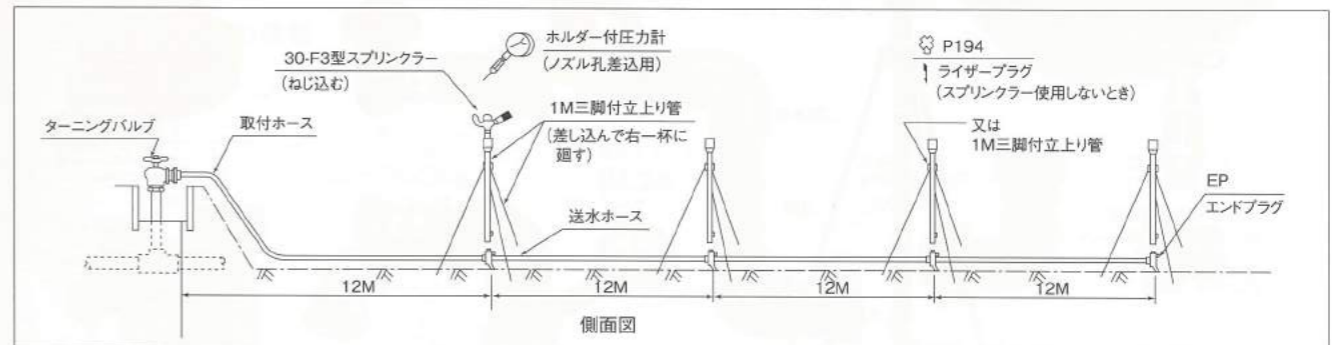 ホルダー付圧力計
(ノズル孔差込用)
30-F3型スプリンクラー
(ねじ込む)
P194
ライザープラグ
(スプリンクラー使用しないとき)
ターニングバルブ
取付ホース
1M三脚付立上り管
(差し込んで右一杯に
廻す)
又は
1M三脚付立上り管
EP
エンドプラグ
送水ホース
12M
12M
12M
12M
側面図